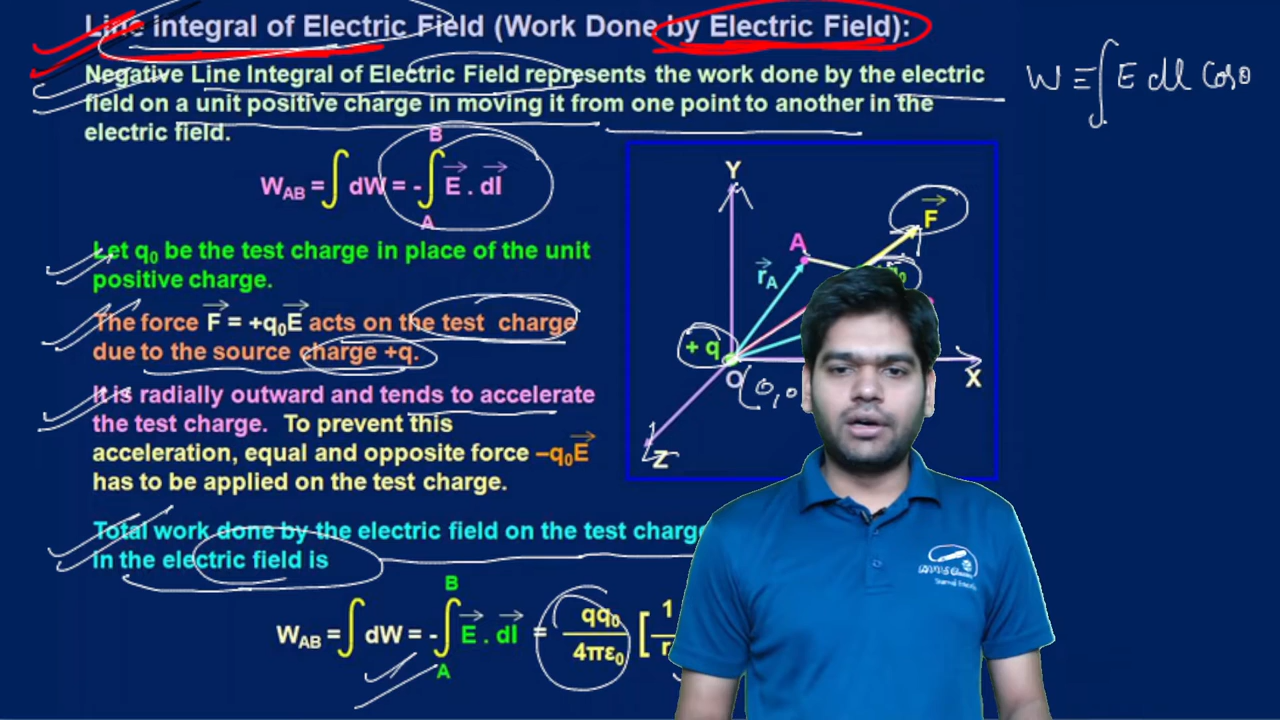 Line integral of Electric Field (Work Done by Electric Field):
Negative Line Integral of Electric Field represents the work done by the electric
field on a unit positive charge in moving it from one point to another in the
electric field.
W ≡ ∫ E dl Cosθ
B
W_AB = ∫ dW = - ∫ E⃗ . dl⃗
A
Let q₀ be the test charge in place of the unit
positive charge.
The force F⃗ = +q₀E⃗ acts on the test charge
due to the source charge +q.
It is radially outward and tends to accelerate
the test charge. To prevent this
acceleration, equal and opposite force –q₀E⃗
has to be applied on the test charge.
Y
F⃗
A
r⃗_A
q₀
+ q
O
(0,0
X
Z
Total work done by the electric field on the test charge
in the electric field is
B
W_AB = ∫ dW = - ∫ E⃗ . dl⃗ = qq₀/4πε₀ [ 1/r
A